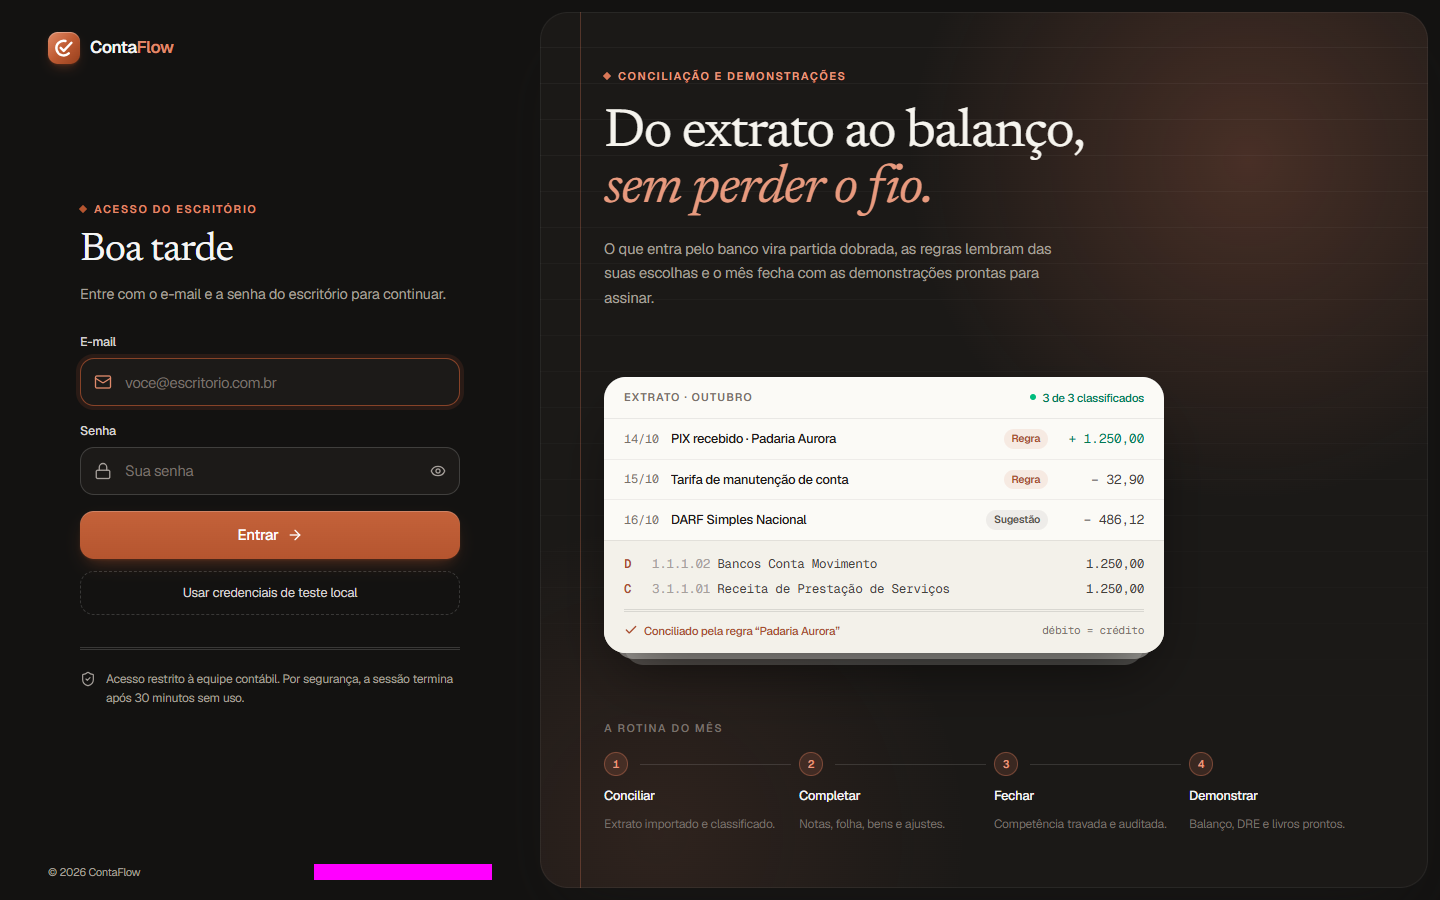 ContaFlow
ACESSO DO ESCRITÓRIO
Boa tarde
Entre com o e-mail e a senha do escritório para continuar.
E-mail
voce@escritorio.com.br
Senha
Sua senha
Entrar
Usar credenciais de teste local
Acesso restrito à equipe contábil. Por segurança, a sessão termina
após 30 minutos sem uso.
© 2026 ContaFlow
CONCILIAÇÃO E DEMONSTRAÇÕES
Do extrato ao balanço,
sem perder o fio.
O que entra pelo banco vira partida dobrada, as regras lembram das
suas escolhas e o mês fecha com as demonstrações prontas para
assinar.
EXTRATO · OUTUBRO 3 de 3 classificados
14/10 PIX recebido · Padaria Aurora Regra + 1.250,00
15/10 Tarifa de manutenção de conta Regra − 32,90
16/10 DARF Simples Nacional Sugestão − 486,12
D 1.1.1.02 Bancos Conta Movimento 1.250,00
C 3.1.1.01 Receita de Prestação de Serviços 1.250,00
Conciliado pela regra “Padaria Aurora” débito = crédito
A ROTINA DO MÊS
1 2 3 4
Conciliar Completar Fechar Demonstrar
Extrato importado e classificado. Notas, folha, bens e ajustes. Competência travada e auditada. Balanço, DRE e livros prontos.